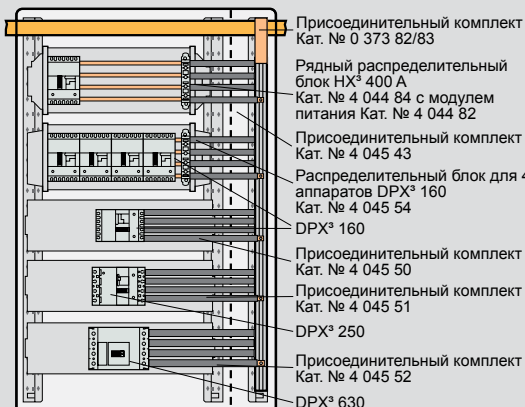 Присоединительный комплект
Кат. № 0 373 82/83
Рядный распределительный
блок HX³ 400 A
Кат. № 4 044 84 с модулем
питания Кат. № 4 044 82
Присоединительный комплект
Кат. № 4 045 43
Распределительный блок для 4
аппаратов DPX³ 160
Кат. № 4 045 54
DPX³ 160
Присоединительный комплект
Кат. № 4 045 50
Присоединительный комплект
Кат. № 4 045 51
DPX³ 250
Присоединительный комплект
Кат. № 4 045 52
DPX³ 630